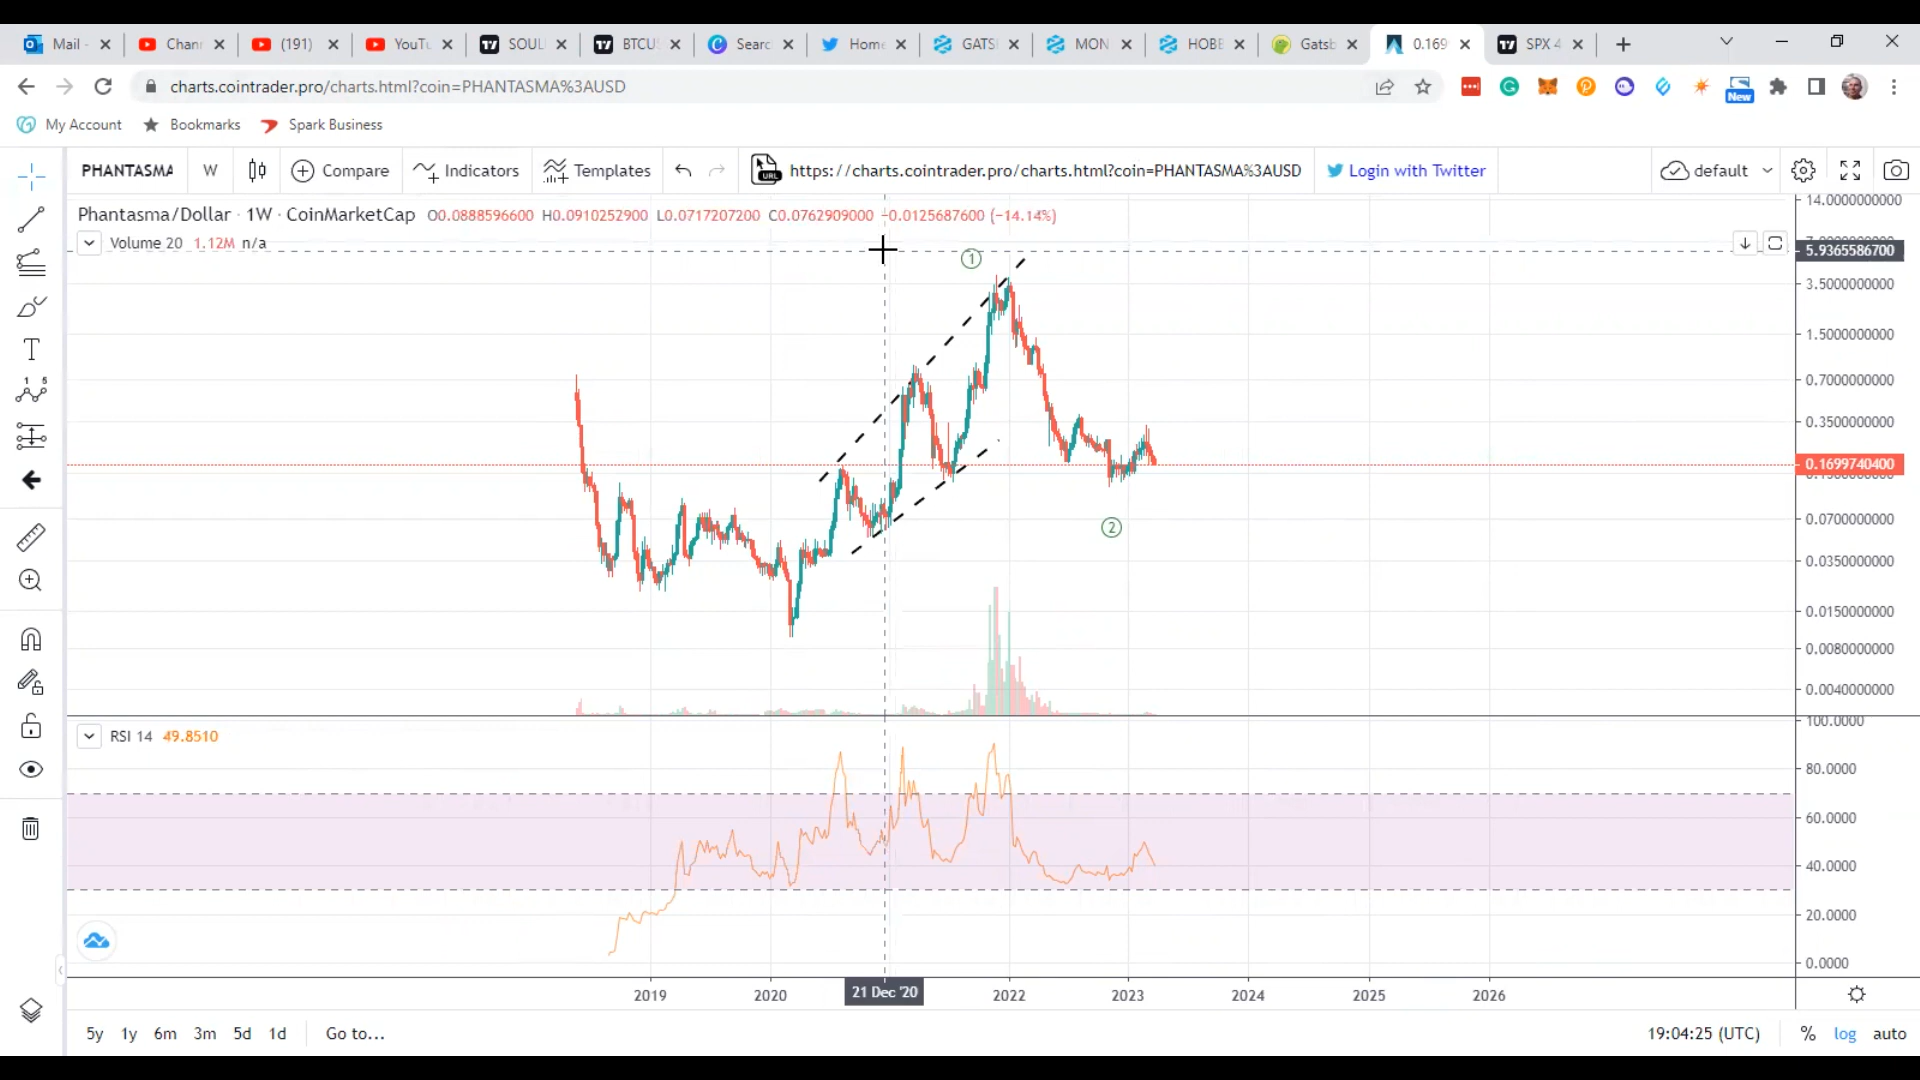 Mail
Chan
(191)
YouTu
SOUL
BTCU
Searc
Home
GATS
MON
HOBB
Gatsb
0.169
SPX 4
charts.cointrader.pro/charts.html?coin=PHANTASMA%3AUSD
New
My Account
Bookmarks
Spark Business
PHANTASMA
W
Compare
Indicators
Templates
URL
https://charts.cointrader.pro/charts.html?coin=PHANTASMA%3AUSD
Login with Twitter
default
Phantasma/Dollar · 1W · CoinMarketCap O0.0888596600 H0.0910252900 L0.0717207200 C0.0762909000 −0.0125687600 (−14.14%)
Volume 20 1.12M n/a
14.0000000000
5.9365586700
3.5000000000
1.5000000000
0.7000000000
0.3500000000
0.1699740400
0.0700000000
0.0350000000
0.0150000000
0.0080000000
0.0040000000
1
2
RSI 14 49.8510
100.0000
80.0000
60.0000
40.0000
20.0000
0.0000
2019
2020
21 Dec '20
2022
2023
2024
2025
2026
5y 1y 6m 3m 5d 1d Go to...
19:04:25 (UTC) % log auto